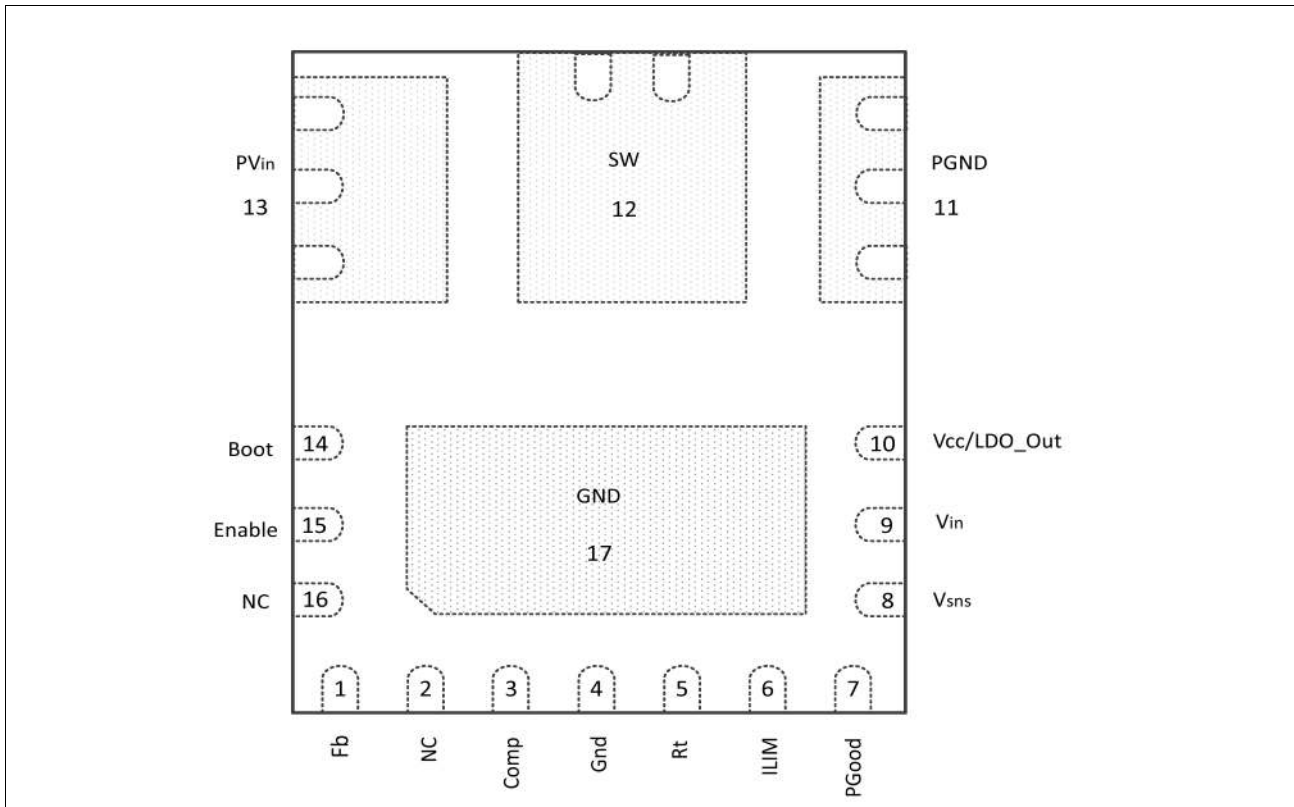 PVin
13
SW
12
PGND
11
Boot
14
GND
17
10
Vcc/LDO_Out
Enable
15
9
Vin
NC
16
8
Vsns
1
2
3
4
5
6
7
Fb
NC
Comp
Gnd
Rt
ILIM
PGood